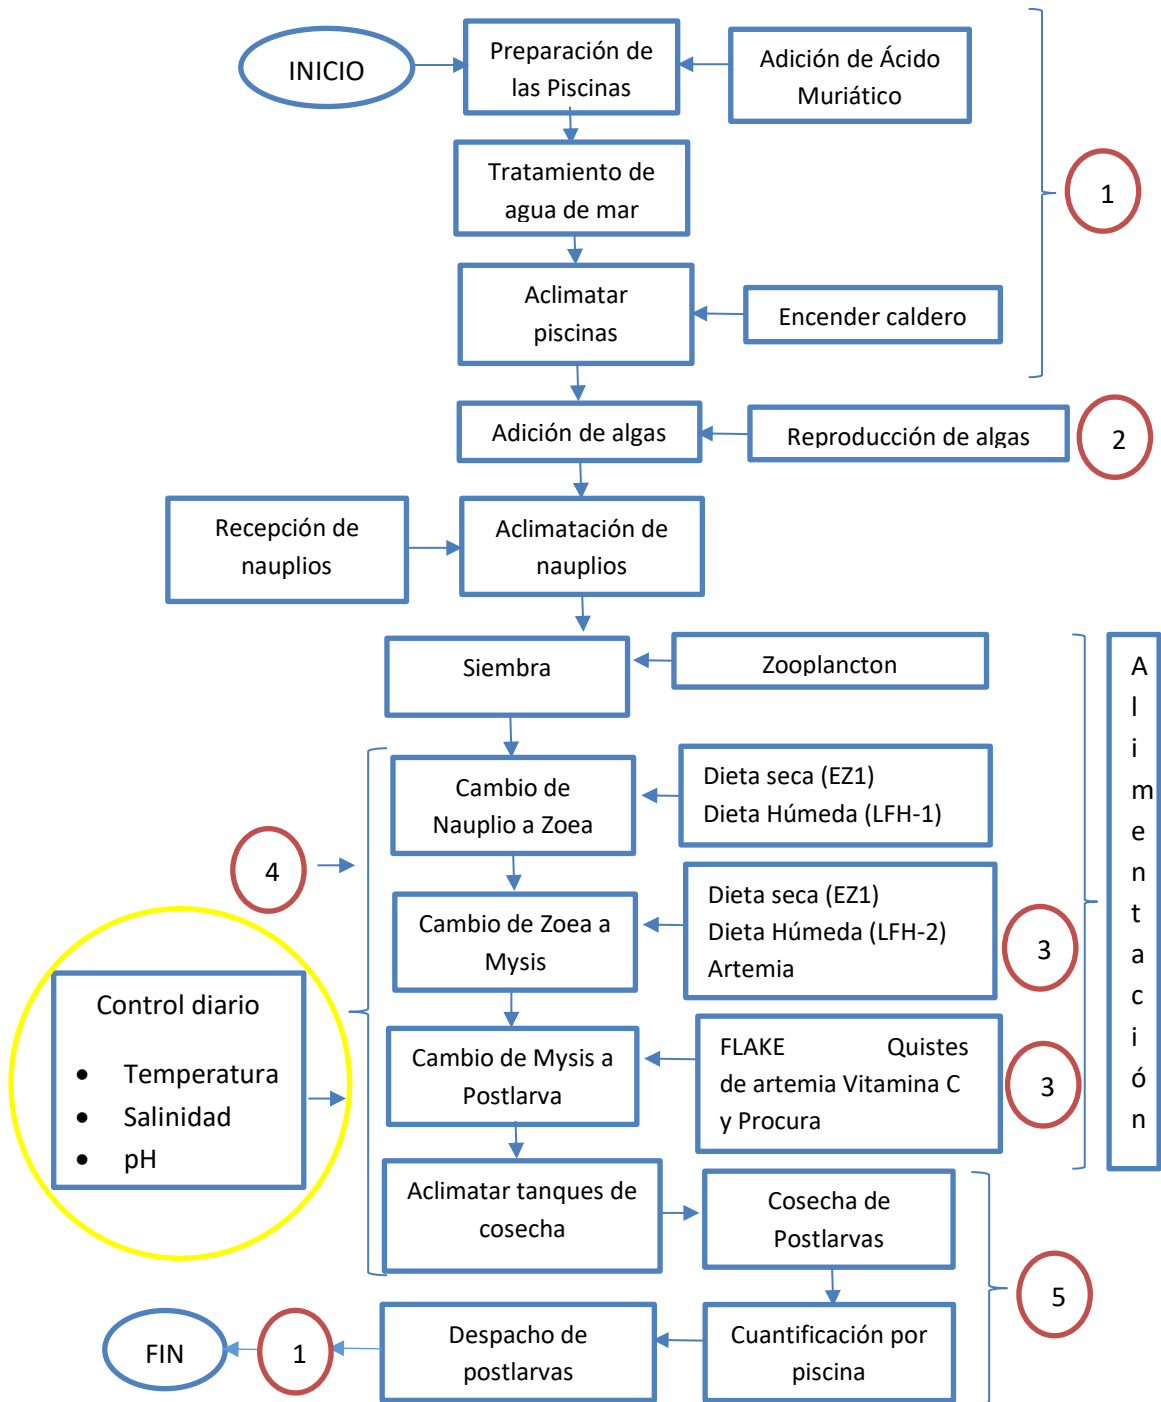 INICIO
Preparación de
las Piscinas
Adición de Ácido
Muriático
Tratamiento de
agua de mar
1
Aclimatar
piscinas
Encender caldero
Adición de algas
Reproducción de algas
2
Recepción de
nauplios
Aclimatación de
nauplios
Siembra
Zooplancton
A
l
i
m
e
n
t
a
c
i
ó
n
Cambio de
Nauplio a Zoea
Dieta seca (EZ1)
Dieta Húmeda (LFH-1)
4
Cambio de Zoea a
Mysis
Dieta seca (EZ1)
Dieta Húmeda (LFH-2)
Artemia
3
Control diario
• Temperatura
• Salinidad
• pH
Cambio de Mysis a
Postlarva
FLAKE Quistes
de artemia Vitamina C
y Procura
3
Aclimatar tanques de
cosecha
Cosecha de
Postlarvas
5
Cuantificación por
piscina
Despacho de
postlarvas
1
FIN